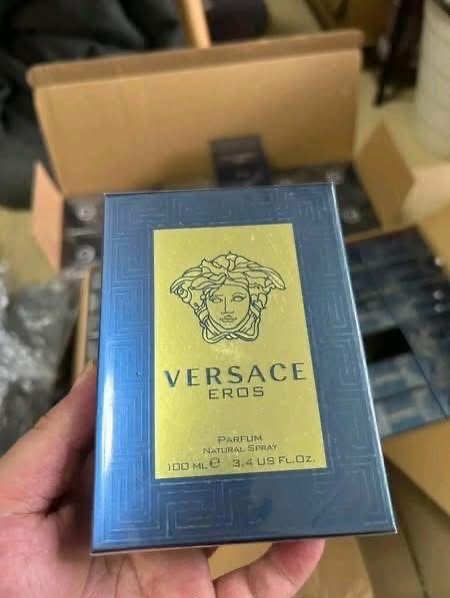 VERSACE
EROS
PARFUM
NATURAL SPRAY
100 ML e 3.4 US FL.OZ.